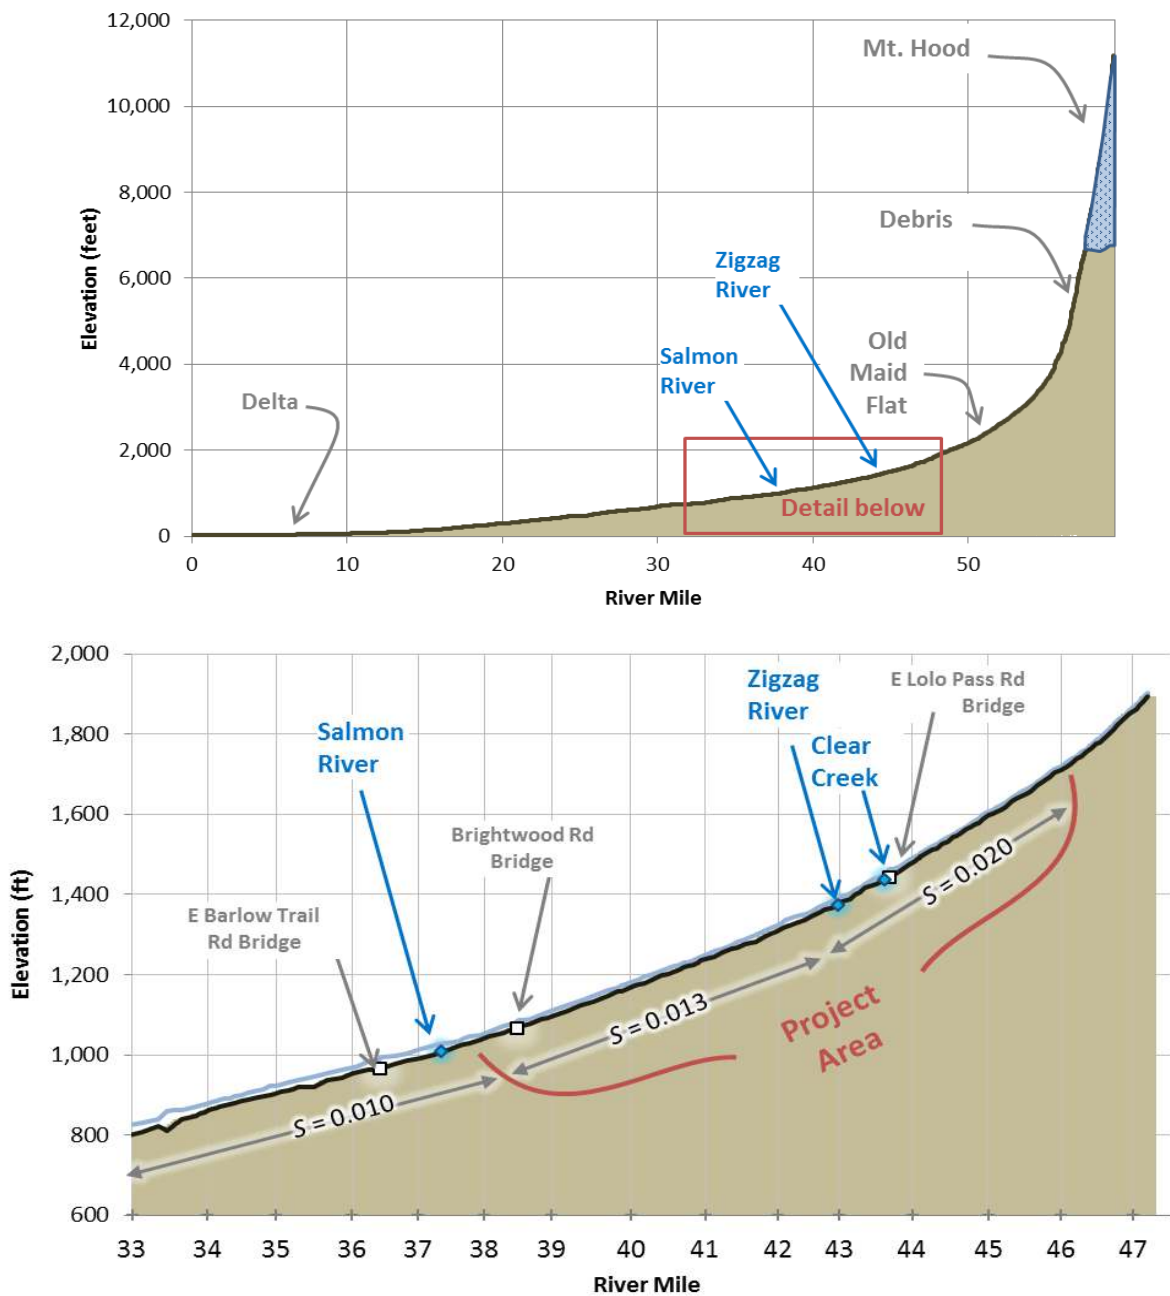 12,000
10,000
8,000
6,000
4,000
2,000
0
Elevation (feet)
Mt. Hood
Debris
Zigzag
River
Salmon
River
Old
Maid
Flat
Delta
Detail below
0 10 20 30 40 50
River Mile
2,000
1,800
1,600
1,400
1,200
1,000
800
600
Elevation (ft)
Zigzag
River
E Lolo Pass Rd
Bridge
Salmon
River
Clear
Creek
Brightwood Rd
Bridge
E Barlow Trail
Rd Bridge
S = 0.020
S = 0.013
S = 0.010
Project
Area
33 34 35 36 37 38 39 40 41 42 43 44 45 46 47
River Mile